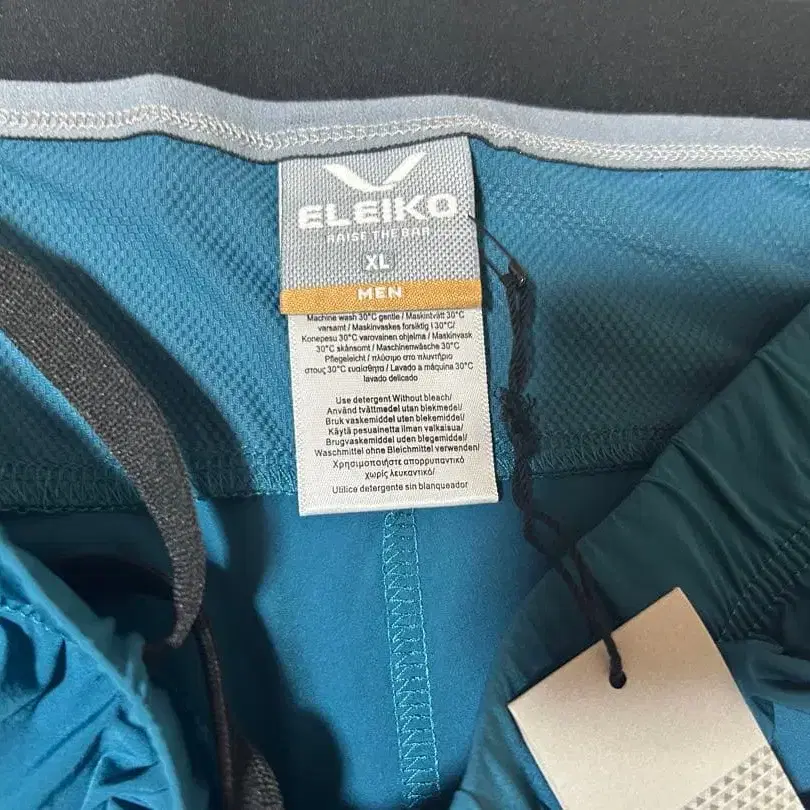 ELEIKO
RAISE THE BAR
XL
MEN
Machine wash 30°C gentle / Maskintvätt 30°C
varsamt / Maskinvaskes forsiktig I 30°C/
Konepesu 30°C varovainen ohjelma / Maskinvask
30°C skånsomt / Maschinenwäsche 30°C
Pflegeleicht / πλύσιμο στο πλυντήριο
στους 30°C ευαίσθητα / Lavado a máquina 30°C
lavado delicado
Use detergent Without bleach/
Använd tvättmedel utan blekmedel/
Bruk vaskemiddel uten blekemiddel/
Käytä pesuainetta ilman valkaisua/
Brugvaskemiddel uden blegemiddel/
Waschmittel ohne Bleichmittel verwenden/
Χρησιμοποιήστε απορρυπαντικό
χωρίς λευκαντικό/
Utilice detergente sin blanqueador